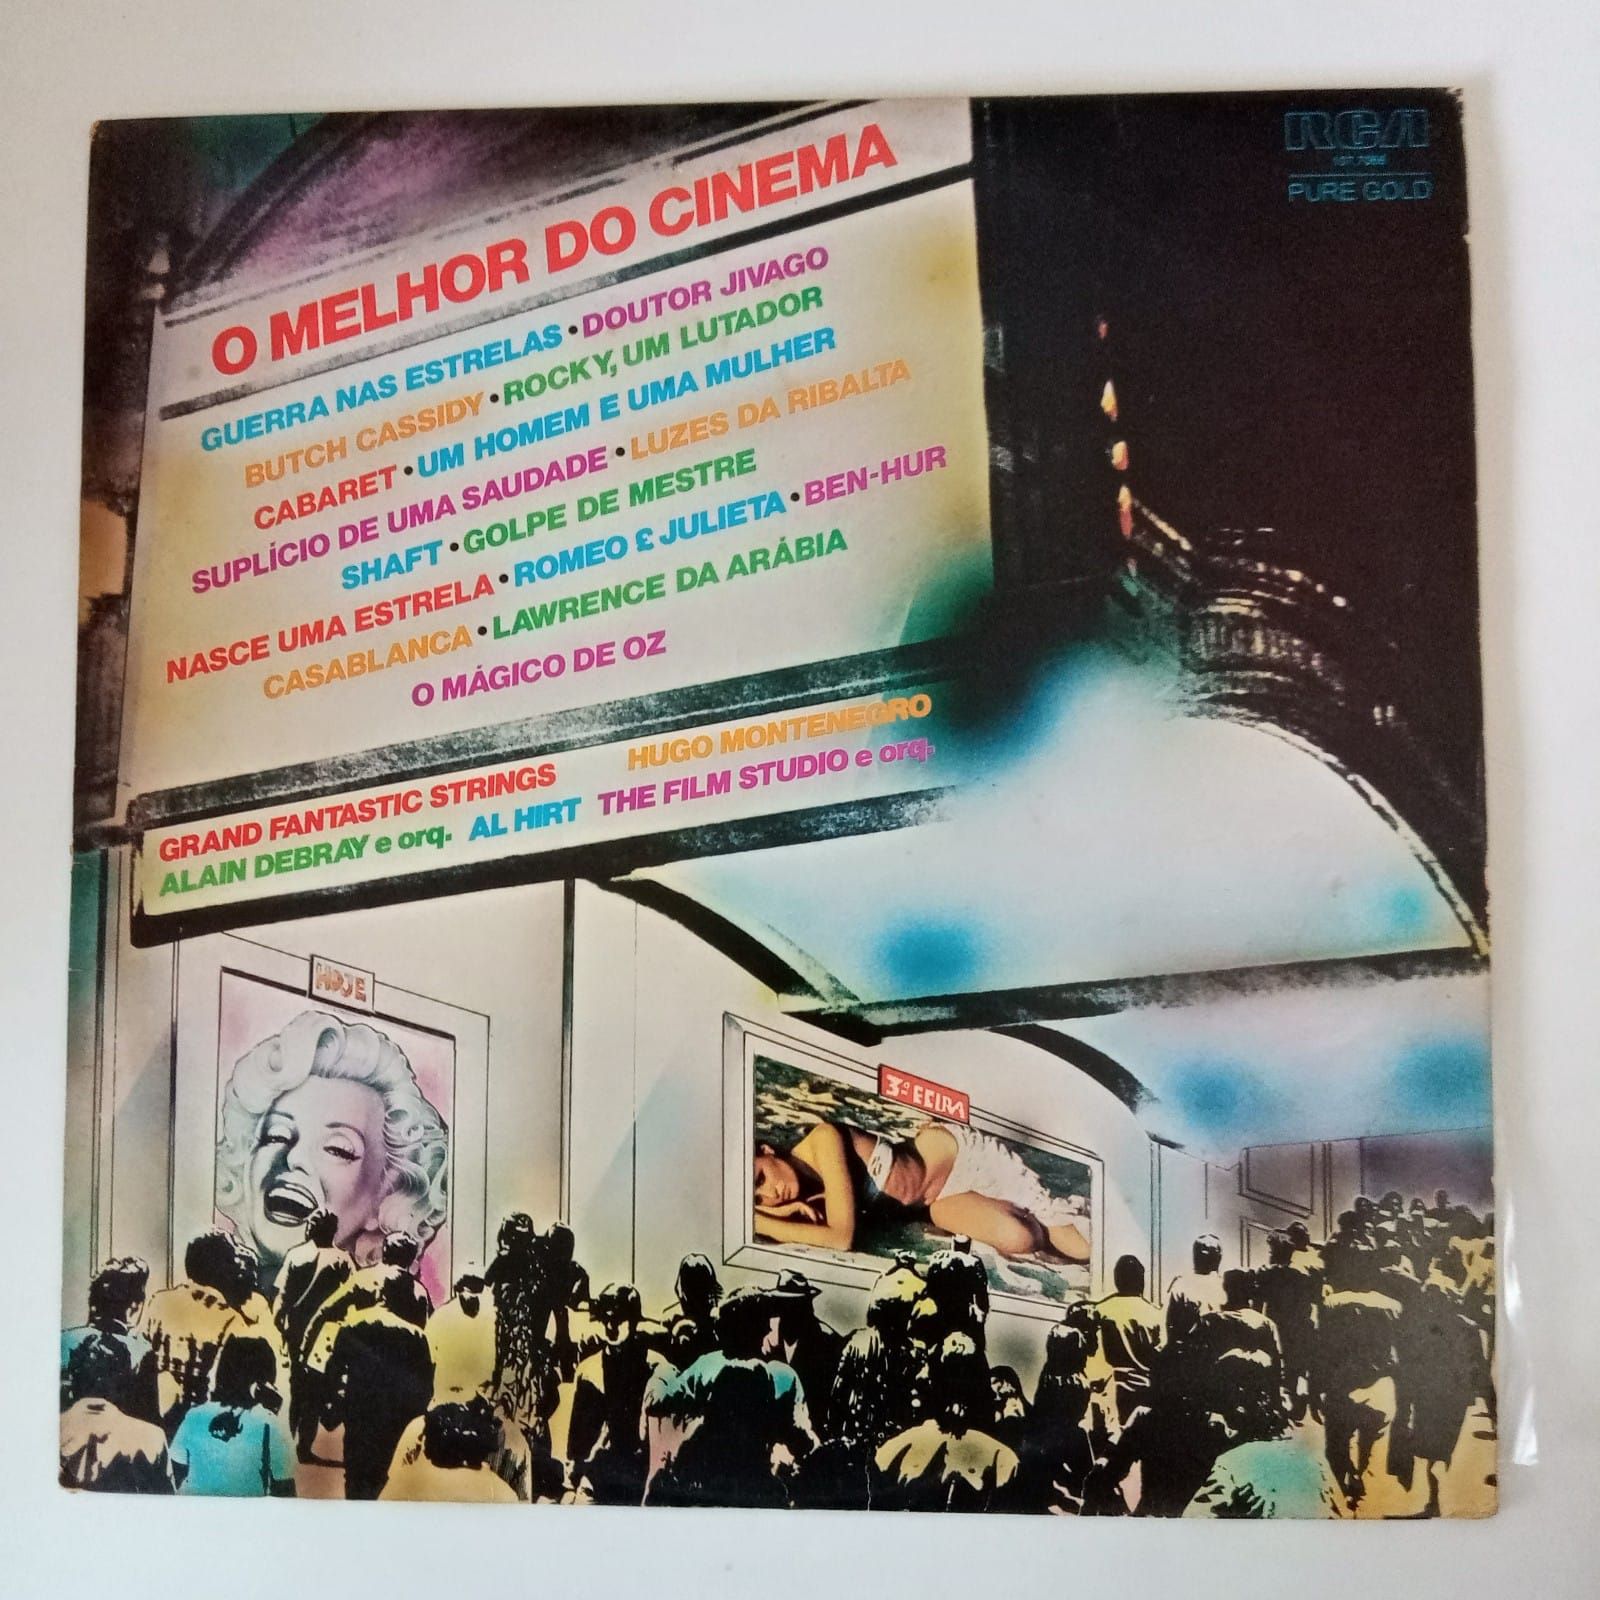 RCA
PURE GOLD
O MELHOR DO CINEMA
GUERRA NAS ESTRELAS • DOUTOR JIVAGO
BUTCH CASSIDY • ROCKY, UM LUTADOR
CABARET • UM HOMEM E UMA MULHER
SUPLÍCIO DE UMA SAUDADE • LUZES DA RIBALTA
SHAFT • GOLPE DE MESTRE
NASCE UMA ESTRELA • ROMEO £ JULIETA • BEN-HUR
CASABLANCA • LAWRENCE DA ARÁBIA
O MÁGICO DE OZ
GRAND FANTASTIC STRINGS HUGO MONTENEGRO
ALAIN DEBRAY e orq. AL HIRT THE FILM STUDIO e orq.
HOJE
3ª FEIRA